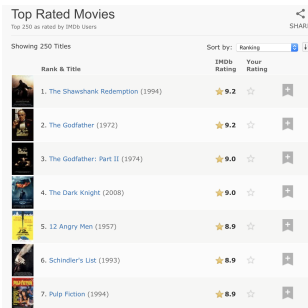 Top Rated Movies
Top 250 as rated by IMDb Users
SHARE
Showing 250 Titles
Sort by: Ranking
Rank & Title
IMDb Rating
Your Rating
1. The Shawshank Redemption (1994) 9.2
2. The Godfather (1972) 9.2
3. The Godfather: Part II (1974) 9.0
4. The Dark Knight (2008) 9.0
5. 12 Angry Men (1957) 8.9
6. Schindler's List (1993) 8.9
7. Pulp Fiction (1994) 8.9